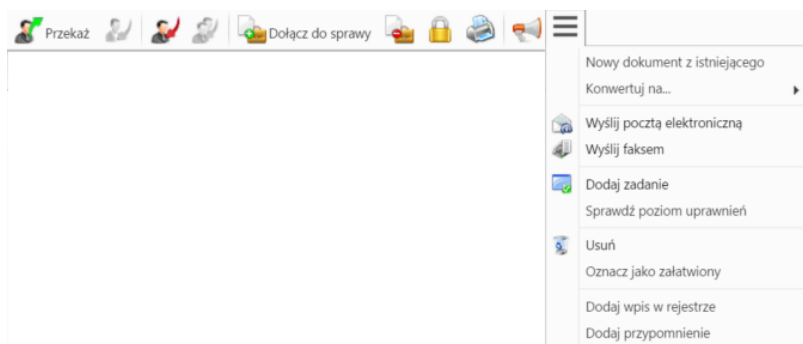 Przekaż
Dołącz do sprawy
Nowy dokument z istniejącego
Konwertuj na...
Wyślij pocztą elektroniczną
Wyślij faksem
Dodaj zadanie
Sprawdź poziom uprawnień
Usuń
Oznacz jako załatwiony
Dodaj wpis w rejestrze
Dodaj przypomnienie